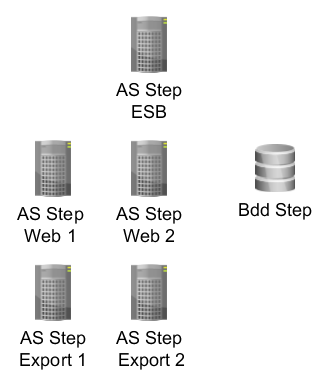 AS Step
ESB
AS Step
Web 1
AS Step
Web 2
Bdd Step
AS Step
Export 1
AS Step
Export 2